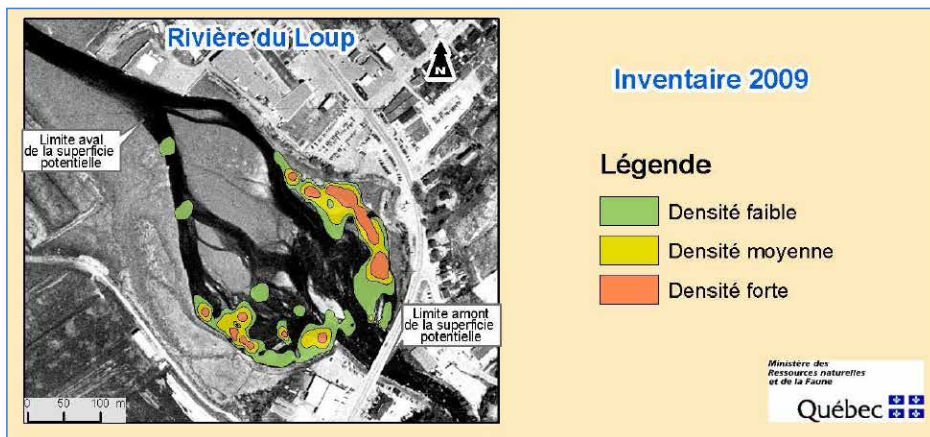 Rivière du Loup
N
Limite aval
de la superficie
potentielle
Limite amont
de la superficie
potentielle
0 50 100 m
Inventaire 2009
Légende
Densité faible
Densité moyenne
Densité forte
Ministère des
Ressources naturelles
et de la Faune
Québec